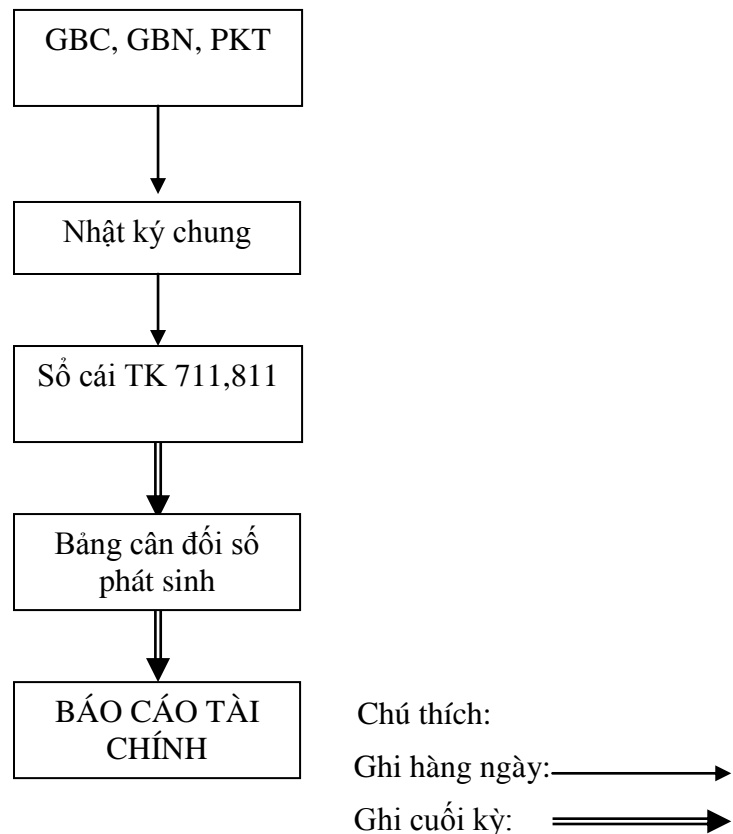 GBC, GBN, PKT
Nhật ký chung
Sổ cái TK 711,811
Bảng cân đối số
phát sinh
BÁO CÁO TÀI
CHÍNH
Chú thích:
Ghi hàng ngày:
Ghi cuối kỳ: